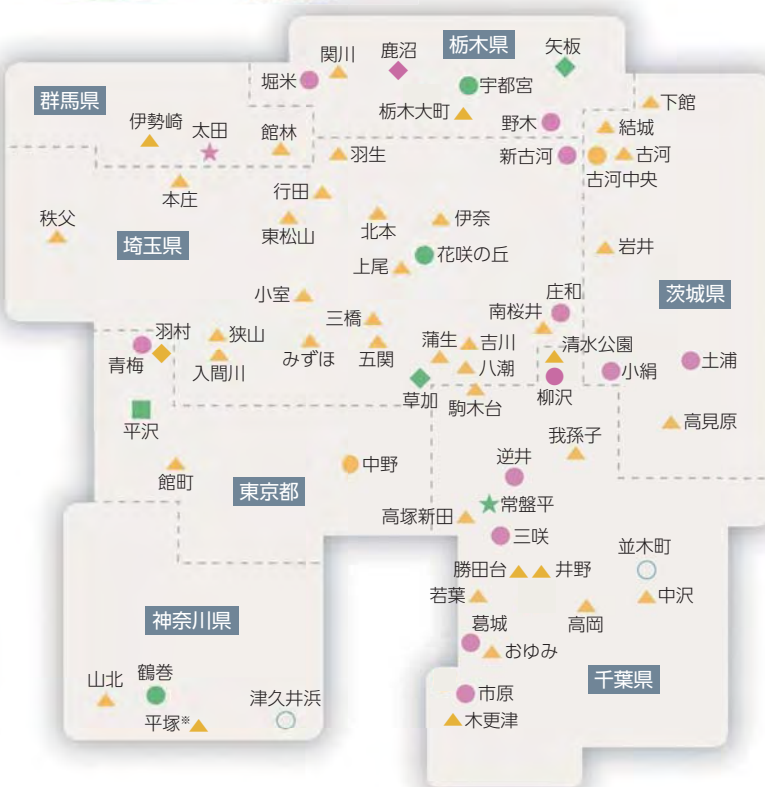 関川
鹿沼
栃木県
矢板
堀米
宇都宮
群馬県
栃木大町
野木
下館
伊勢崎
太田
館林
結城
羽生
新古河
古河
古河中央
本庄
行田
秩父
東松山
北本
伊奈
埼玉県
花咲の丘
岩井
上尾
小室
庄和
茨城県
三橋
南桜井
羽村
狭山
蒲生
吉川
清水公園
青梅
入間川
みずほ
五関
八潮
小絹
土浦
草加
駒木台
柳沢
平沢
高見原
我孫子
館町
中野
逆井
東京都
常盤平
高塚新田
三咲
並木町
勝田台
井野
若葉
中沢
神奈川県
葛城
高岡
おゆみ
山北
鶴巻
千葉県
津久井浜
市原
平塚※
木更津